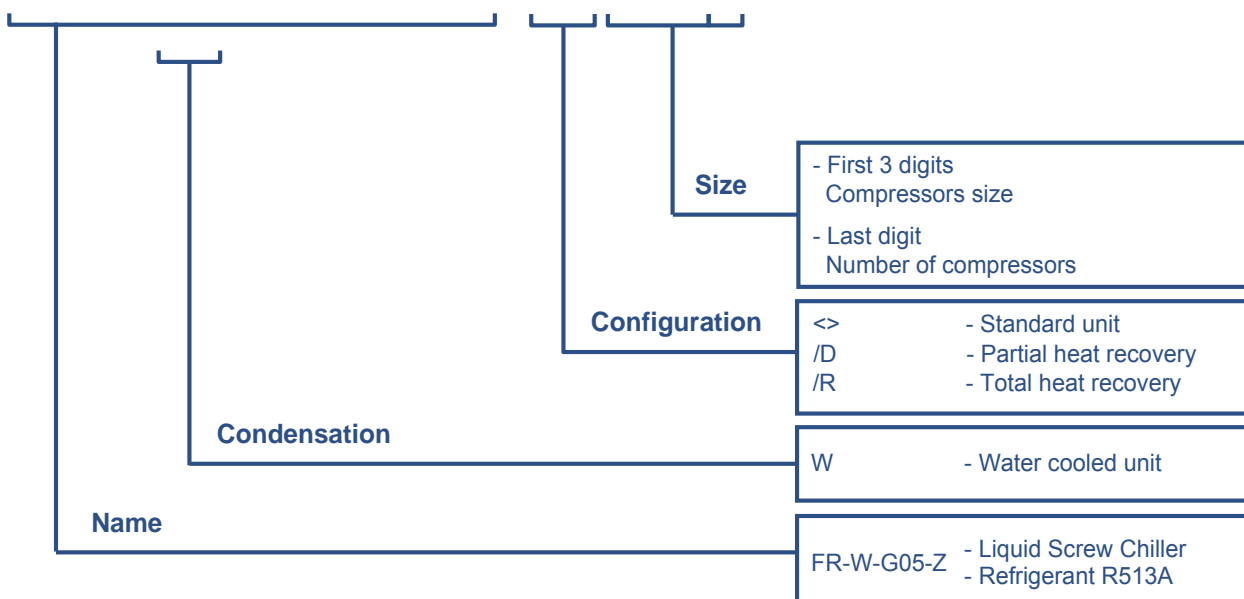 Size
- First 3 digits
Compressors size
- Last digit
Number of compressors
Configuration
<> - Standard unit
/D - Partial heat recovery
/R - Total heat recovery
Condensation
W - Water cooled unit
Name
FR-W-G05-Z - Liquid Screw Chiller
- Refrigerant R513A